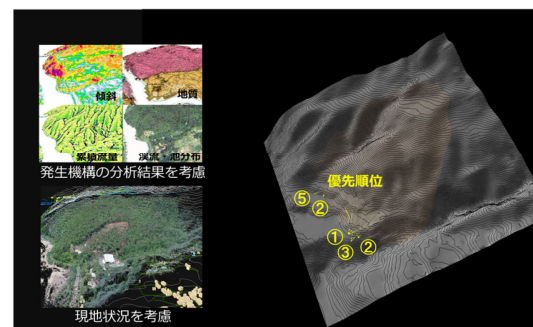 傾斜
地質
累積流量
渓流・池分布
発生機構の分析結果を考慮
現地状況を考慮
優先順位
⑤
②
①
②
③